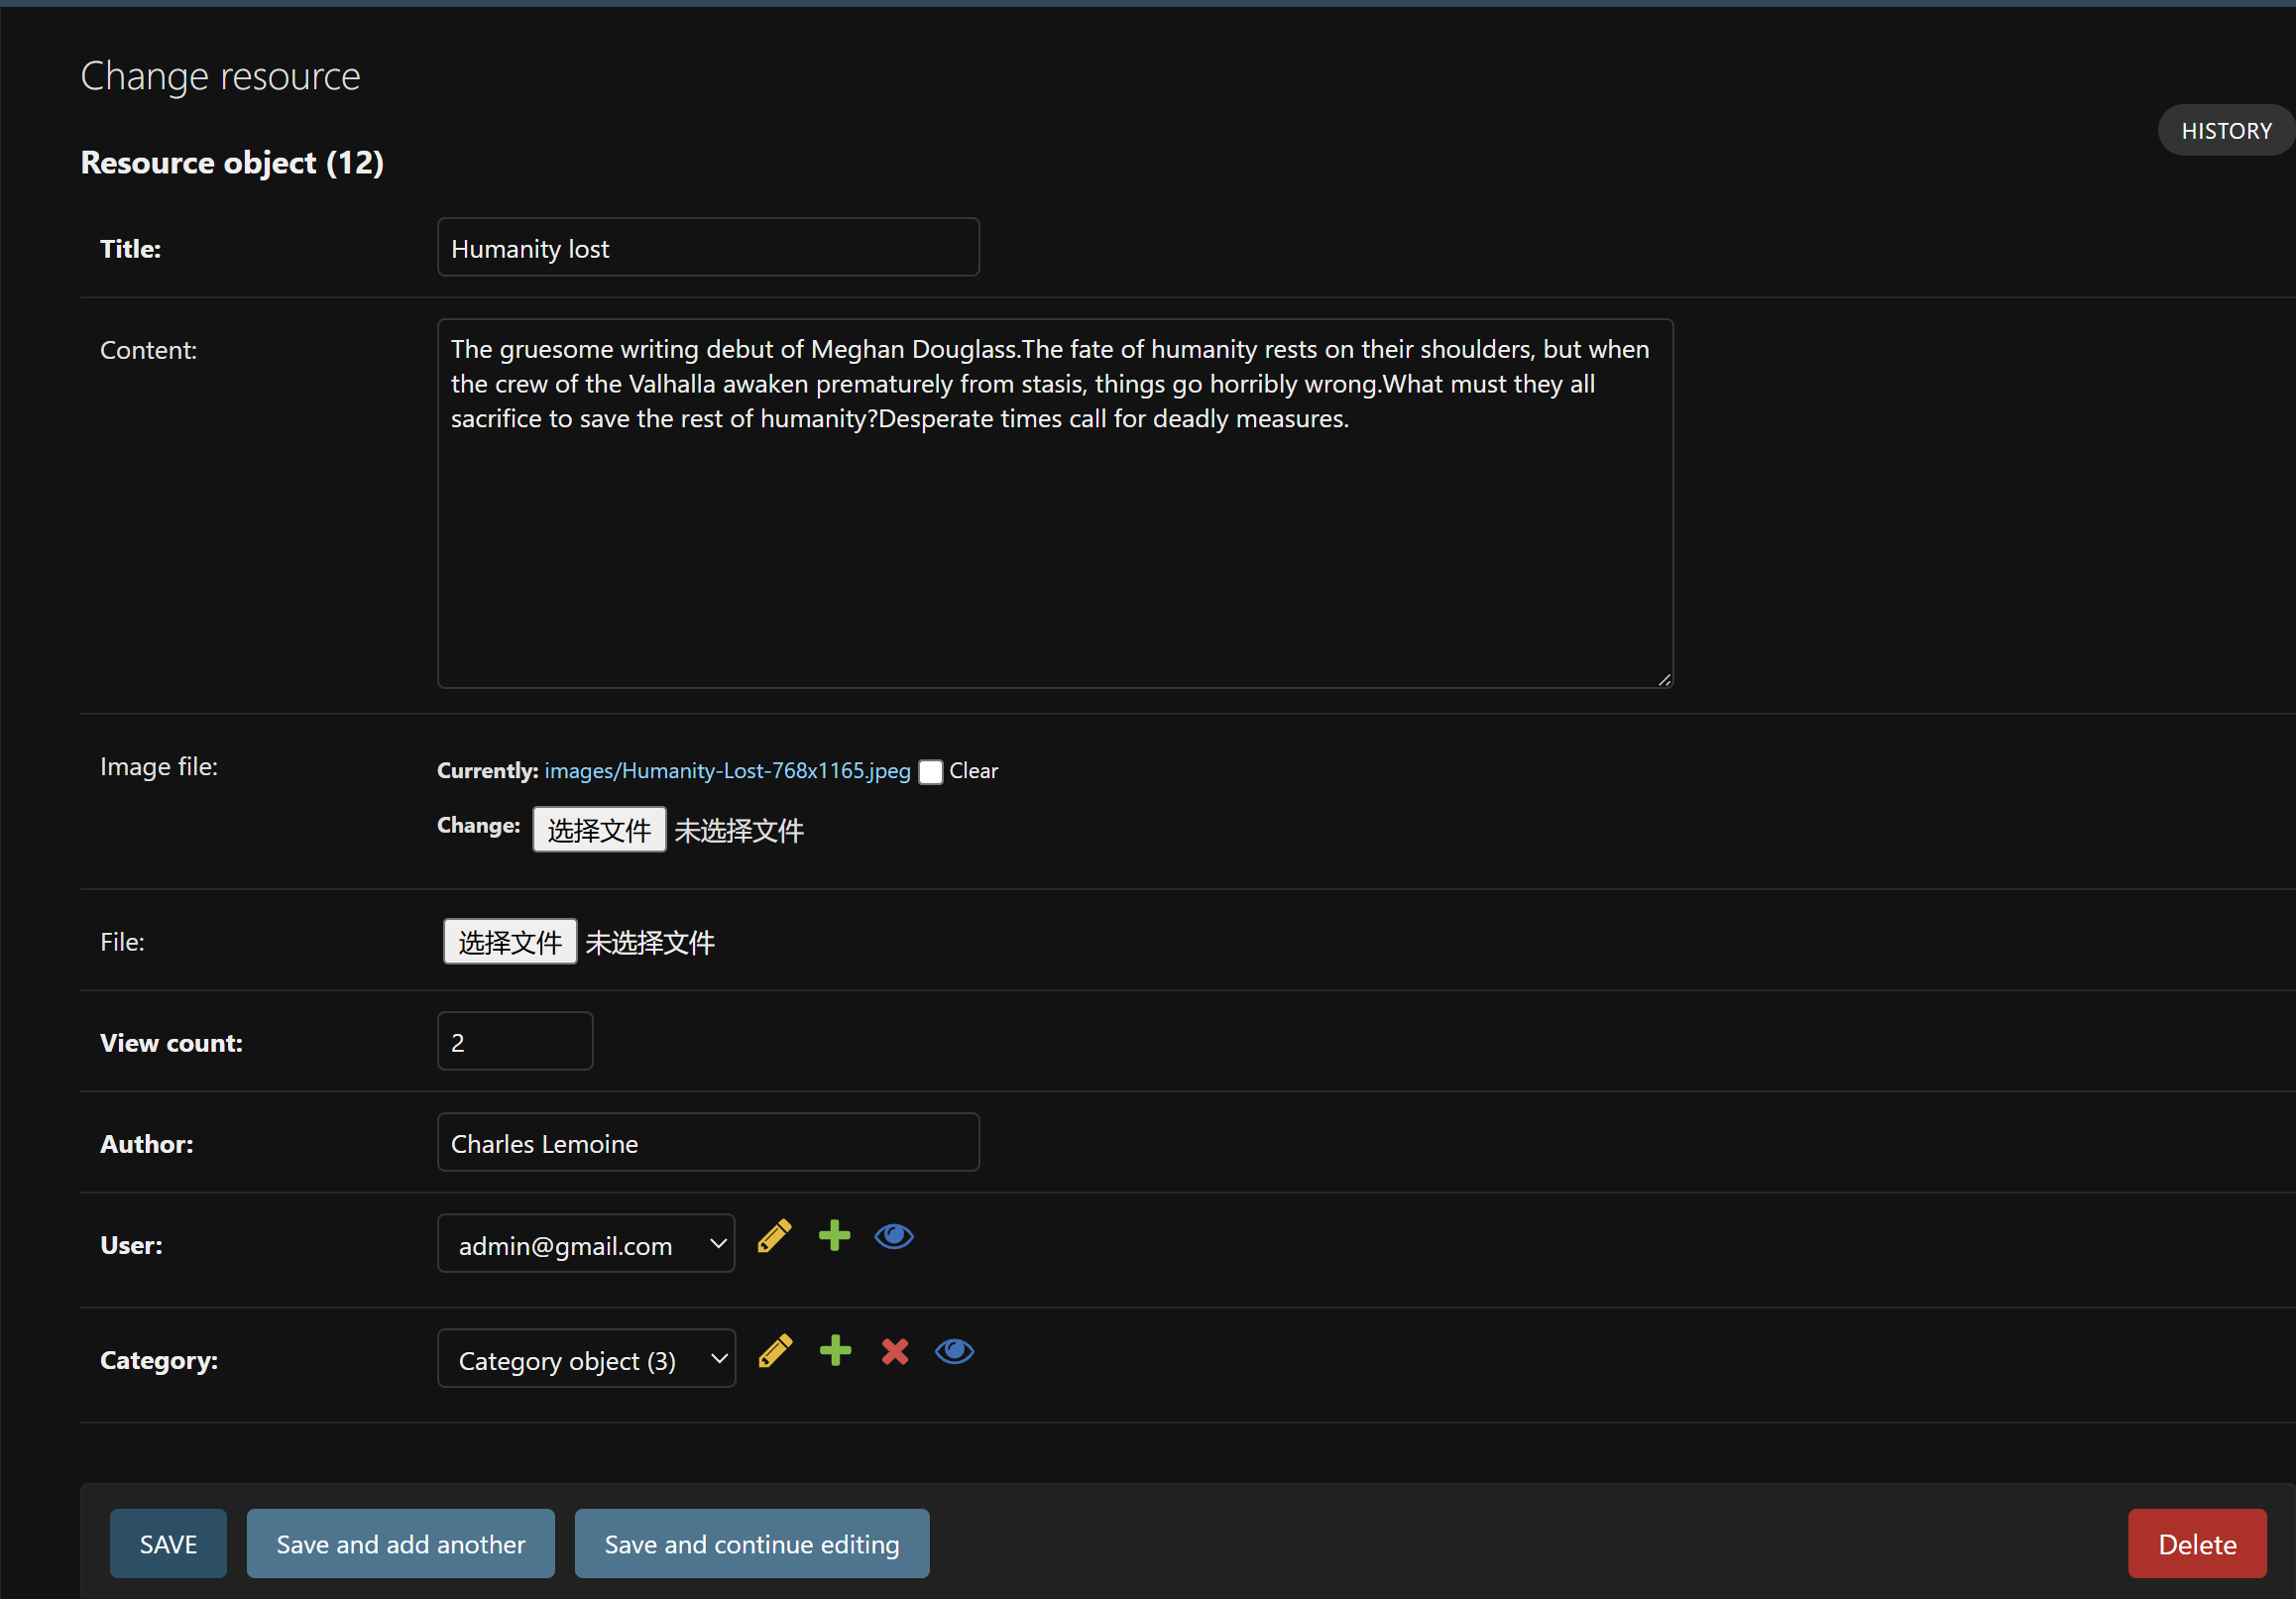 Change resource
HISTORY
Resource object (12)
Title:
Humanity lost
Content:
The gruesome writing debut of Meghan Douglass.The fate of humanity rests on their shoulders, but when
the crew of the Valhalla awaken prematurely from stasis, things go horribly wrong.What must they all
sacrifice to save the rest of humanity?Desperate times call for deadly measures.
Image file:
Currently: images/Humanity-Lost-768x1165.jpeg Clear
Change: 选择文件 未选择文件
File:
选择文件 未选择文件
View count:
2
Author:
Charles Lemoine
User:
admin@gmail.com
Category:
Category object (3)
SAVE
Save and add another
Save and continue editing
Delete